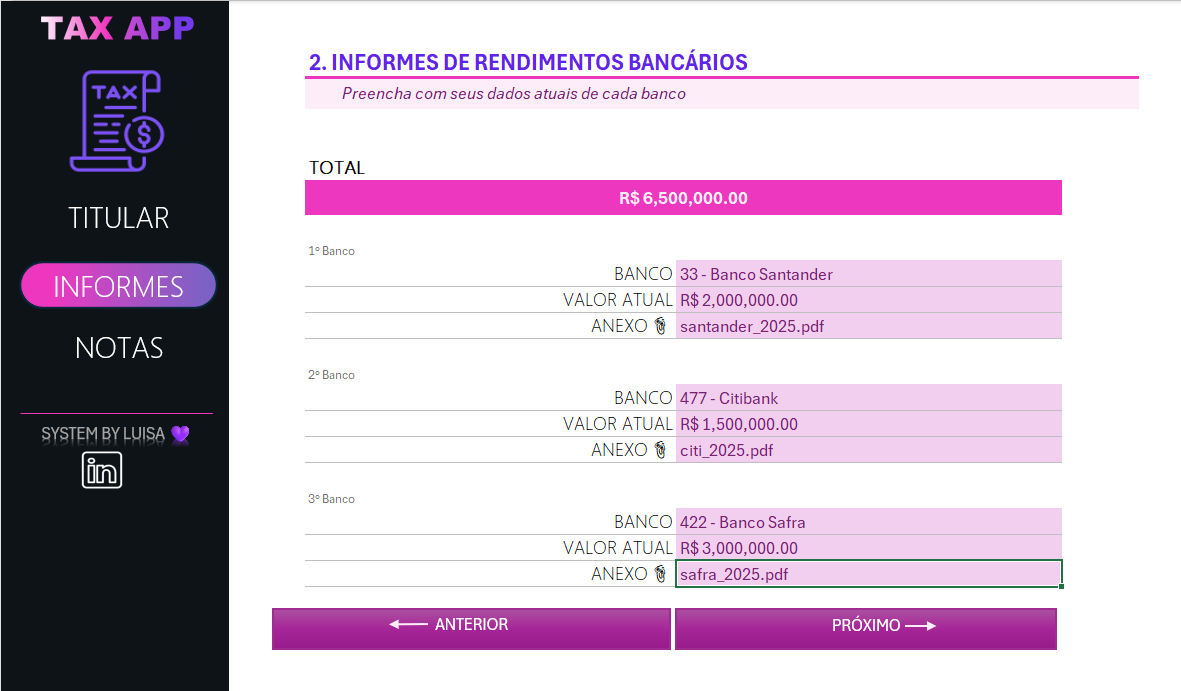 TAX APP
TAX
$
TITULAR
INFORMES
NOTAS
SYSTEM BY LUISA
in
2. INFORMES DE RENDIMENTOS BANCÁRIOS
Preencha com seus dados atuais de cada banco
TOTAL
R$ 6,500,000.00
1º Banco
BANCO 33 - Banco Santander
VALOR ATUAL R$ 2,000,000.00
ANEXO santander_2025.pdf
2º Banco
BANCO 477 - Citibank
VALOR ATUAL R$ 1,500,000.00
ANEXO citi_2025.pdf
3º Banco
BANCO 422 - Banco Safra
VALOR ATUAL R$ 3,000,000.00
ANEXO safra_2025.pdf
ANTERIOR
PRÓXIMO